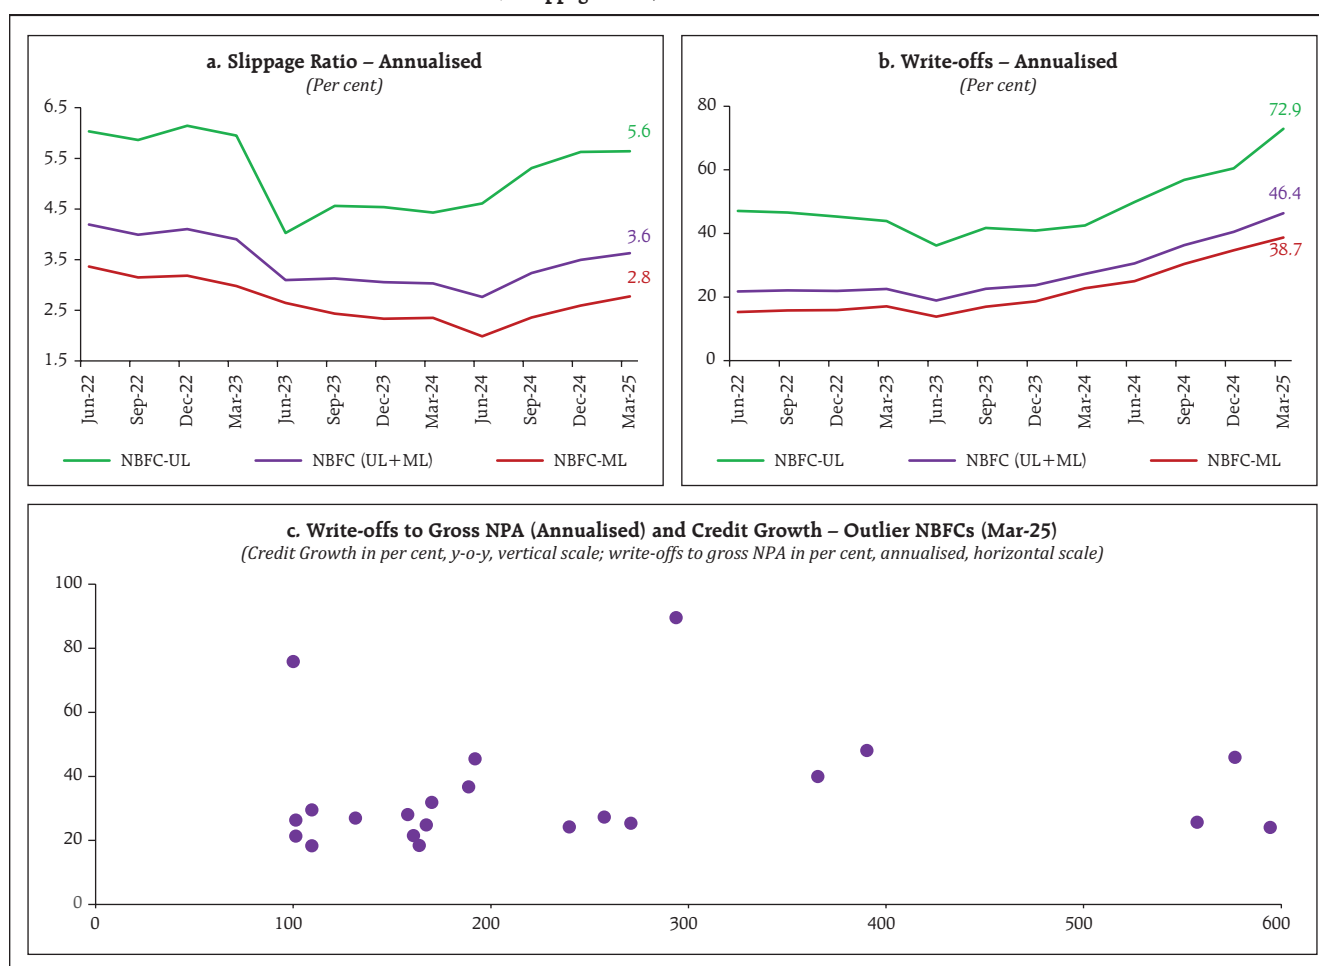 a. Slippage Ratio – Annualised
(Per cent)
6.5
5.5
4.5
3.5
2.5
1.5
5.6
3.6
2.8
Jun-22
Sep-22
Dec-22
Mar-23
Jun-23
Sep-23
Dec-23
Mar-24
Jun-24
Sep-24
Dec-24
Mar-25
NBFC-UL NBFC (UL+ML) NBFC-ML
b. Write-offs – Annualised
(Per cent)
80
60
40
20
0
72.9
46.4
38.7
Jun-22
Sep-22
Dec-22
Mar-23
Jun-23
Sep-23
Dec-23
Mar-24
Jun-24
Sep-24
Dec-24
Mar-25
NBFC-UL NBFC (UL+ML) NBFC-ML
c. Write-offs to Gross NPA (Annualised) and Credit Growth – Outlier NBFCs (Mar-25)
(Credit Growth in per cent, y-o-y, vertical scale; write-offs to gross NPA in per cent, annualised, horizontal scale)
100
80
60
40
20
0
0 100 200 300 400 500 600